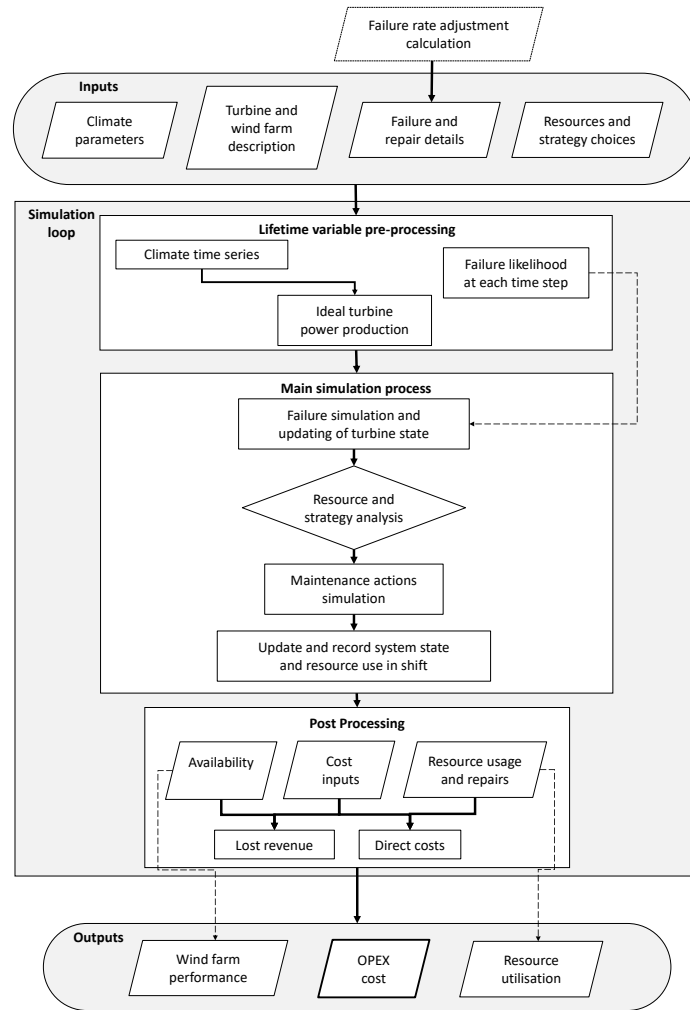 Failure rate adjustment
calculation
Inputs
Climate
parameters
Turbine and
wind farm
description
Failure and
repair details
Resources and
strategy choices
Simulation
loop
Lifetime variable pre-processing
Climate time series
Failure likelihood
at each time step
Ideal turbine
power production
Main simulation process
Failure simulation and
updating of turbine state
Resource and
strategy analysis
Maintenance actions
simulation
Update and record system state
and resource use in shift
Post Processing
Availability
Cost
inputs
Resource usage
and repairs
Lost revenue
Direct costs
Outputs
Wind farm
performance
OPEX
cost
Resource
utilisation